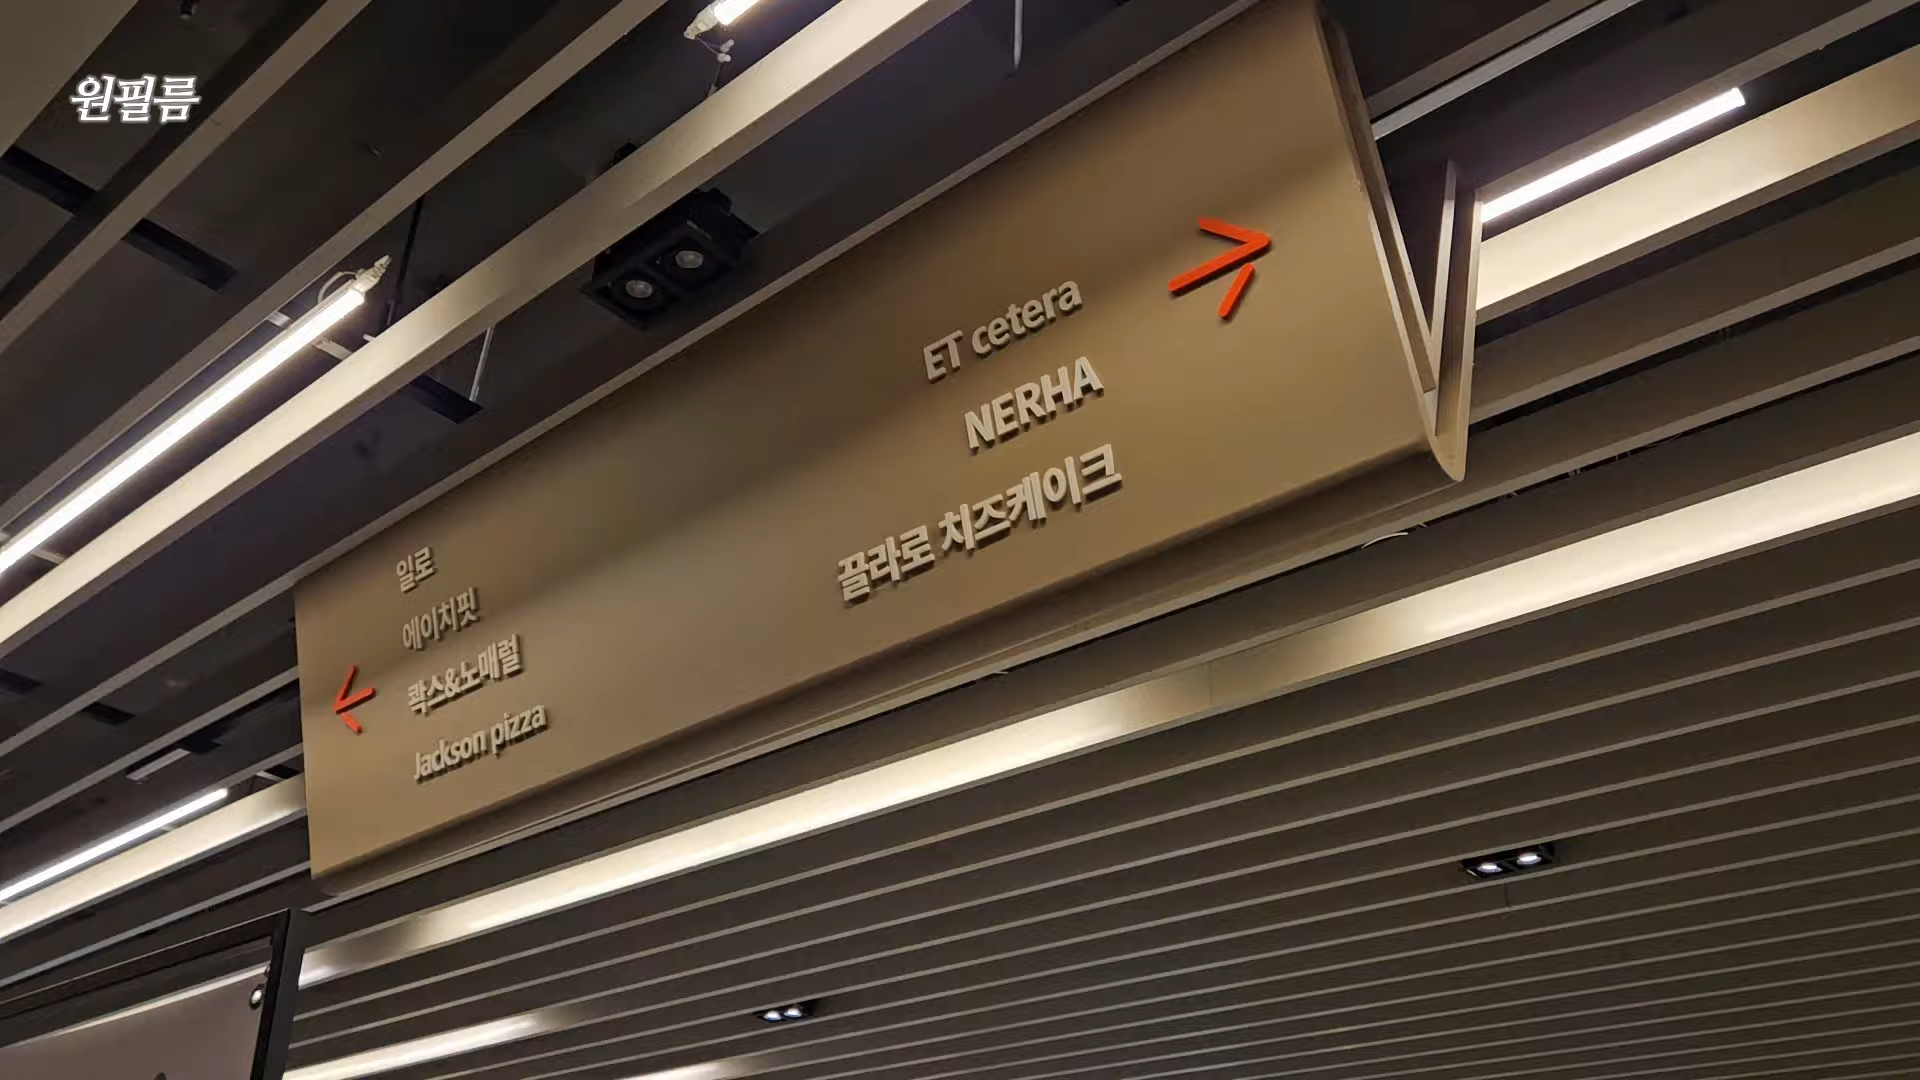 원필름
ET cetera
NERHA
끌라로 치즈케이크
일로
에이치핏
콱스&노매럴
Jackson pizza